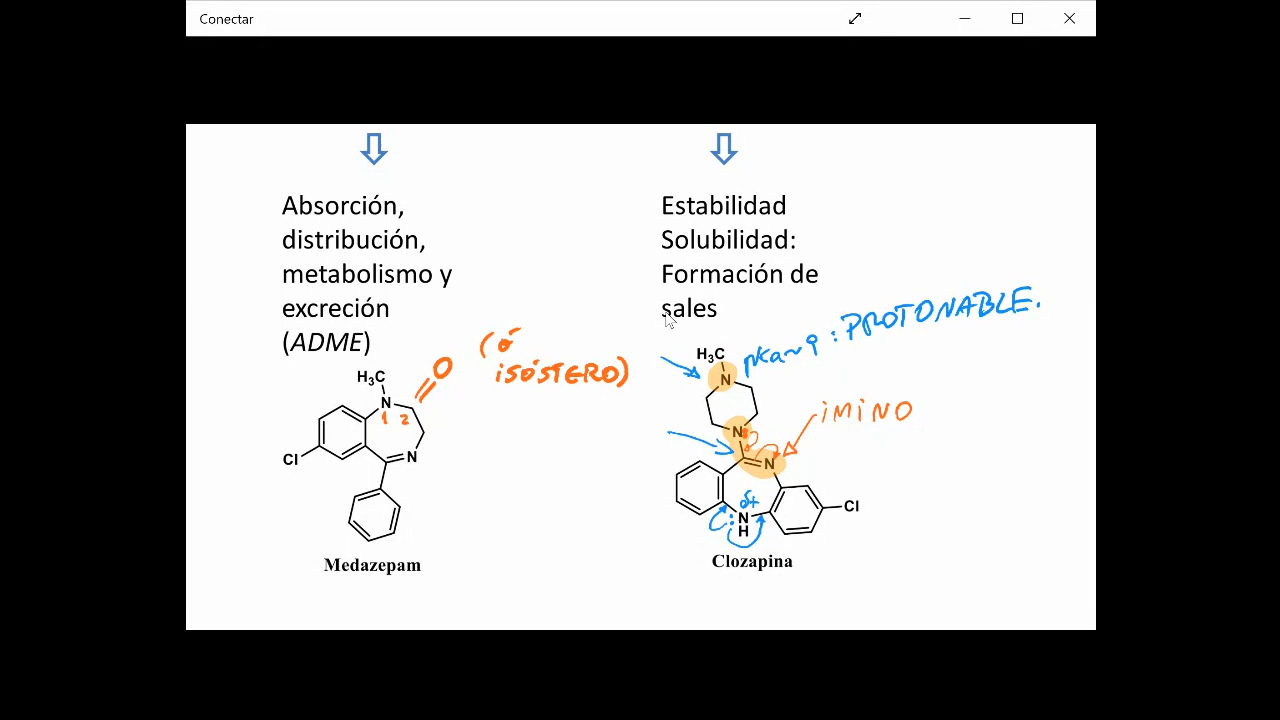 Conectar
Absorción,
distribución,
metabolismo y
excreción
(ADME)
(ó
isóstero)
H₃C
O
N
1 2
Cl
N
Medazepam
Estabilidad
Solubilidad:
Formación de
sales
pKa~9 : PROTONABLE.
H₃C
N
N
iMiNO
N
δ+
N
H
Cl
Clozapina